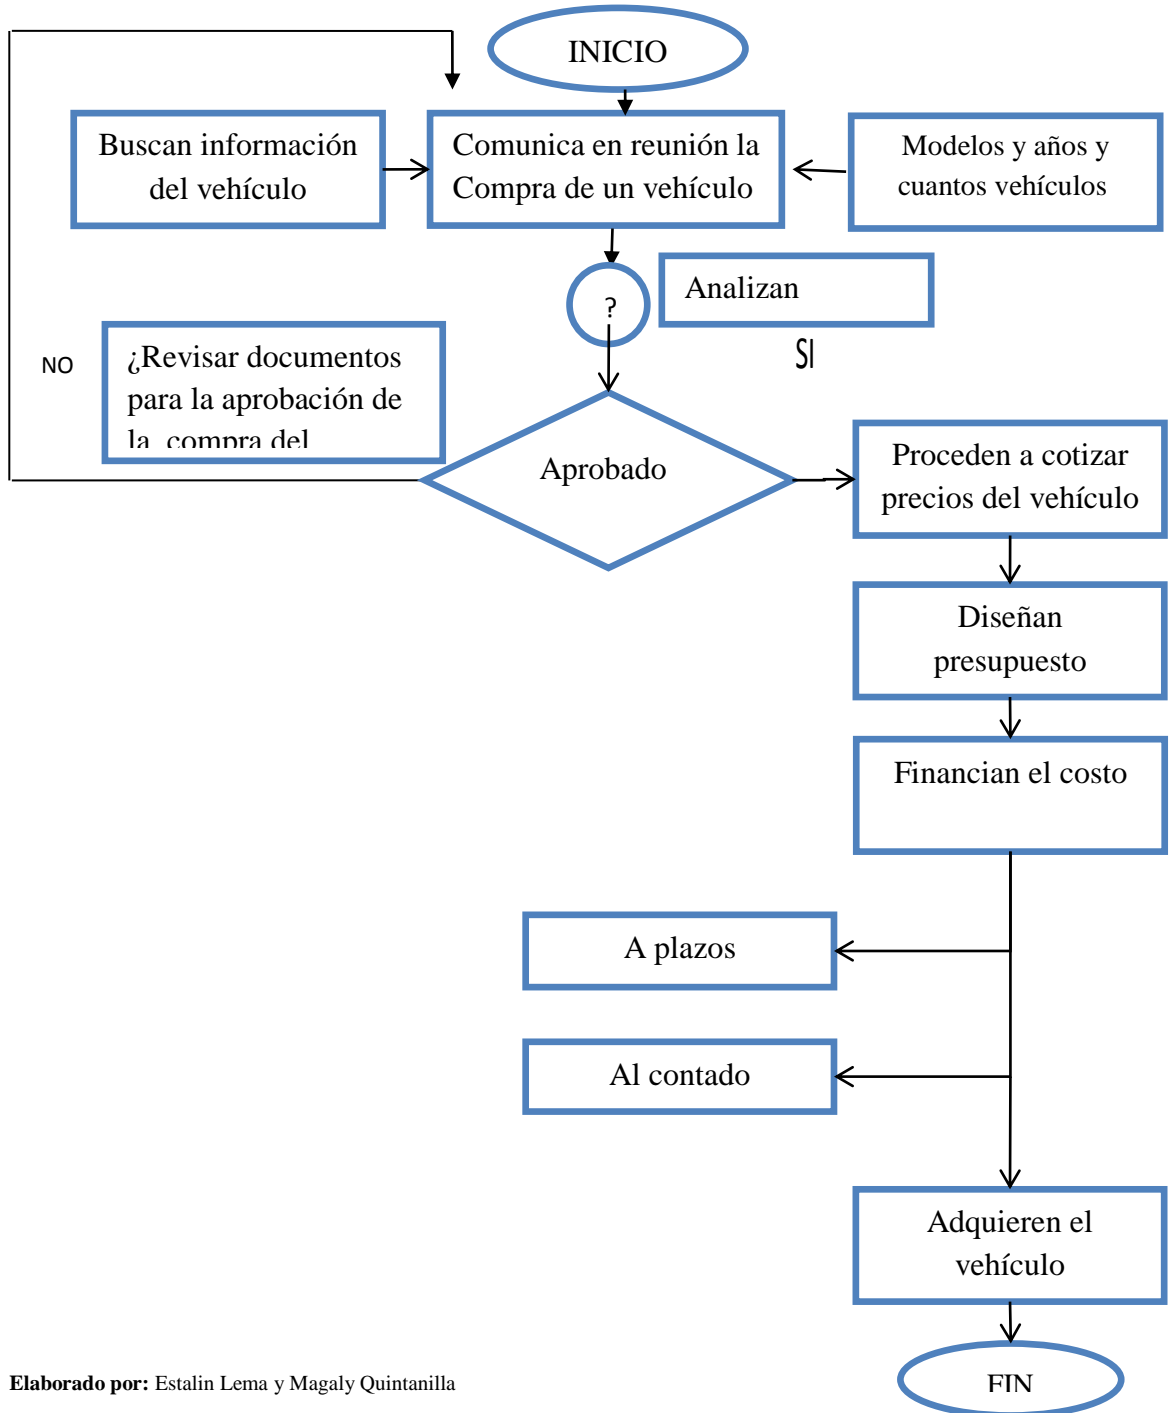 INICIO
Buscan información
del vehículo
Comunica en reunión la
Compra de un vehículo
Modelos y años y
cuantos vehículos
?
Analizan
SI
NO
¿Revisar documentos
para la aprobación de
la compra del
Aprobado
Proceden a cotizar
precios del vehículo
Diseñan
presupuesto
Financian el costo
A plazos
Al contado
Adquieren el
vehículo
FIN
Elaborado por: Estalin Lema y Magaly Quintanilla